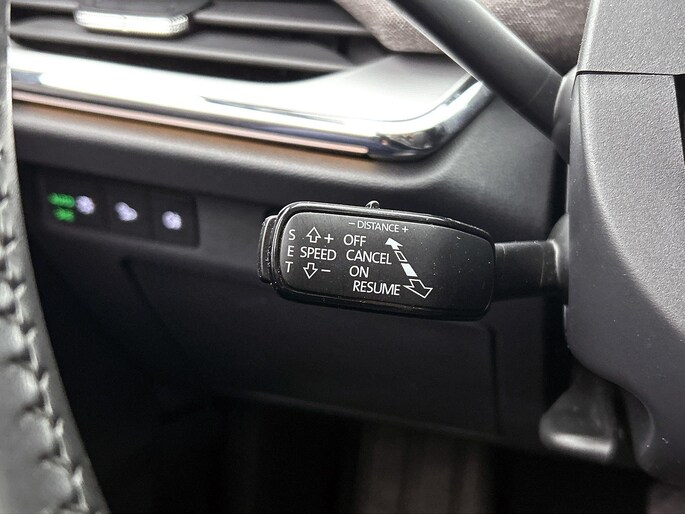 − DISTANCE +
S + OFF
E SPEED CANCEL
T − ON
RESUME